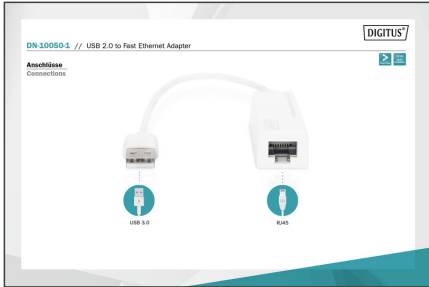 DIGITUS®
DN-10050-1 // USB 2.0 to Fast Ethernet Adapter
Anschlüsse
Connections
USB 3.0
RJ45